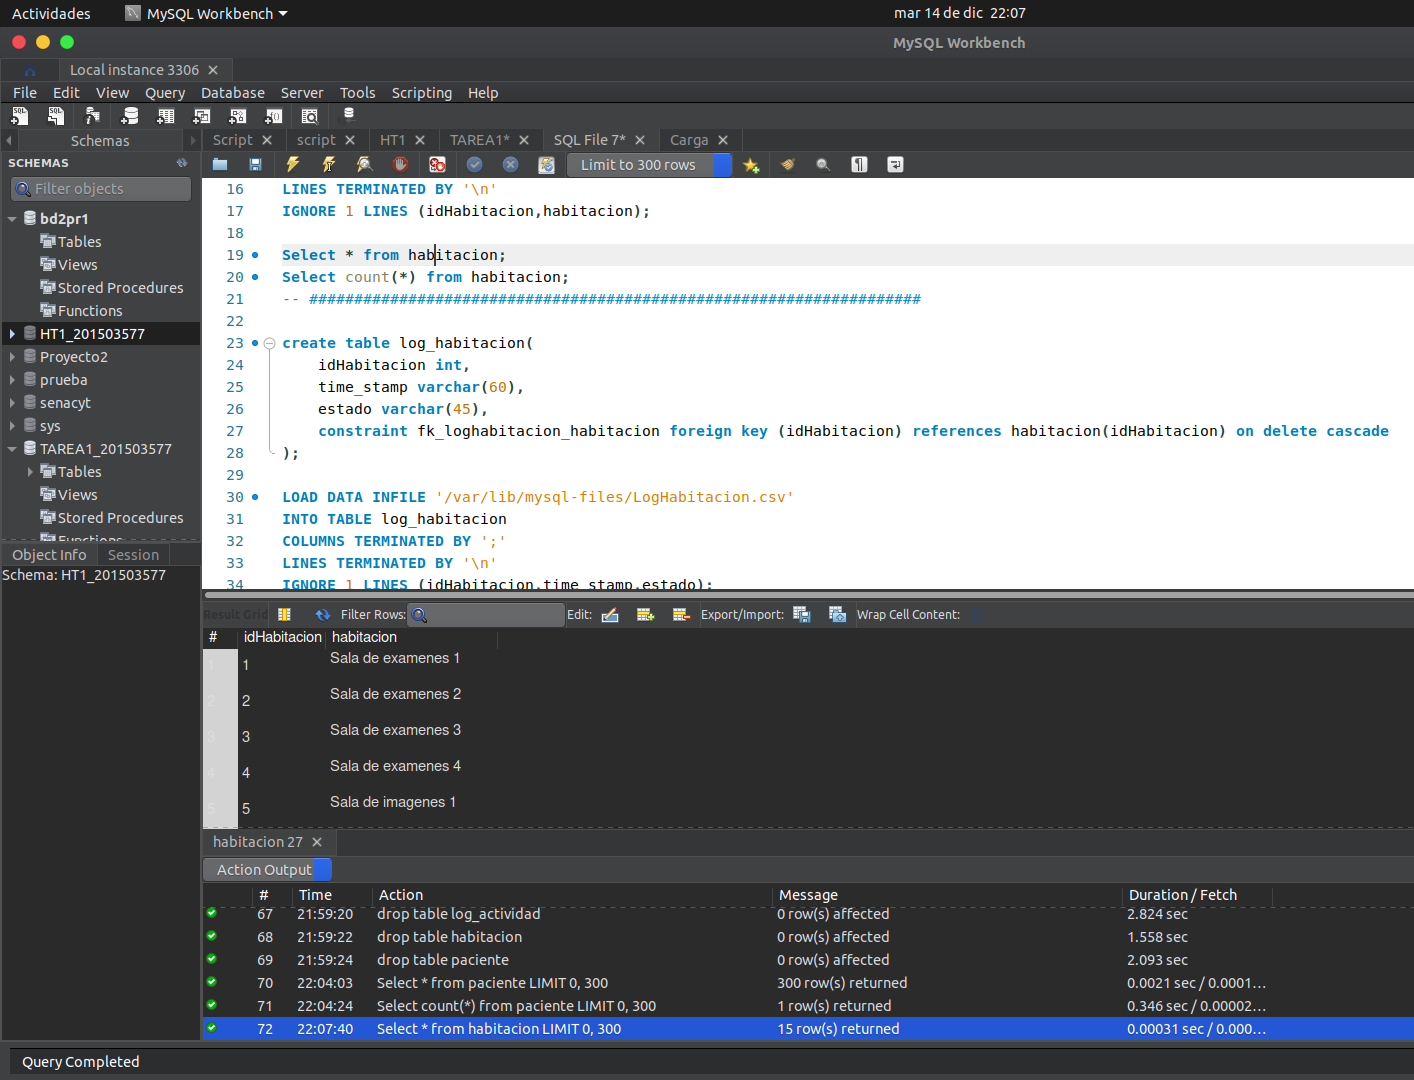 Actividades MySQL Workbench mar 14 de dic 22:07
MySQL Workbench
Local instance 3306
File Edit View Query Database Server Tools Scripting Help
Schemas Script script HT1 TAREA1* SQL File 7* Carga
SCHEMAS Limit to 300 rows
Filter objects
bd2pr1
Tables
Views
Stored Procedures
Functions
HT1_201503577
Proyecto2
prueba
senacyt
sys
TAREA1_201503577
Tables
Views
Stored Procedures
Functions
Object Info Session
Schema: HT1_201503577
16 LINES TERMINATED BY '\n'
17 IGNORE 1 LINES (idHabitacion,habitacion);
18
19 Select * from habitacion;
20 Select count(*) from habitacion;
21 -- ####################################################################
22
23 create table log_habitacion(
24 idHabitacion int,
25 time_stamp varchar(60),
26 estado varchar(45),
27 constraint fk_loghabitacion_habitacion foreign key (idHabitacion) references habitacion(idHabitacion) on delete cascade
28 );
29
30 LOAD DATA INFILE '/var/lib/mysql-files/LogHabitacion.csv'
31 INTO TABLE log_habitacion
32 COLUMNS TERMINATED BY ';'
33 LINES TERMINATED BY '\n'
34 IGNORE 1 LINES (idHabitacion,time_stamp,estado);
Result Grid Filter Rows: Edit: Export/Import: Wrap Cell Content:
# idHabitacion habitacion
1 1 Sala de examenes 1
2 2 Sala de examenes 2
3 3 Sala de examenes 3
4 4 Sala de examenes 4
5 5 Sala de imagenes 1
habitacion 27
Action Output
# Time Action Message Duration / Fetch
67 21:59:20 drop table log_actividad 0 row(s) affected 2.824 sec
68 21:59:22 drop table habitacion 0 row(s) affected 1.558 sec
69 21:59:24 drop table paciente 0 row(s) affected 2.093 sec
70 22:04:03 Select * from paciente LIMIT 0, 300 300 row(s) returned 0.0021 sec / 0.0001...
71 22:04:24 Select count(*) from paciente LIMIT 0, 300 1 row(s) returned 0.346 sec / 0.00002...
72 22:07:40 Select * from habitacion LIMIT 0, 300 15 row(s) returned 0.00031 sec / 0.000...
Query Completed